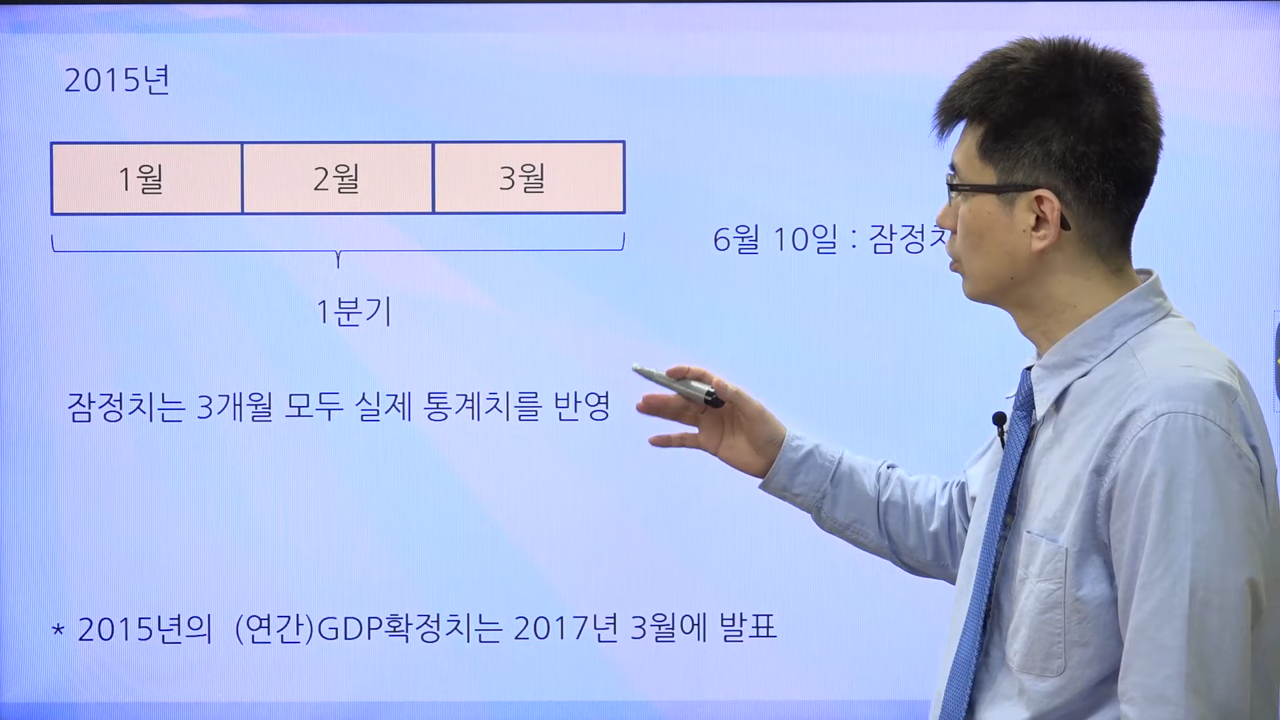 2015년
1월 2월 3월
6월 10일 : 잠정
1분기
잠정치는 3개월 모두 실제 통계치를 반영
* 2015년의 (연간)GDP확정치는 2017년 3월에 발표